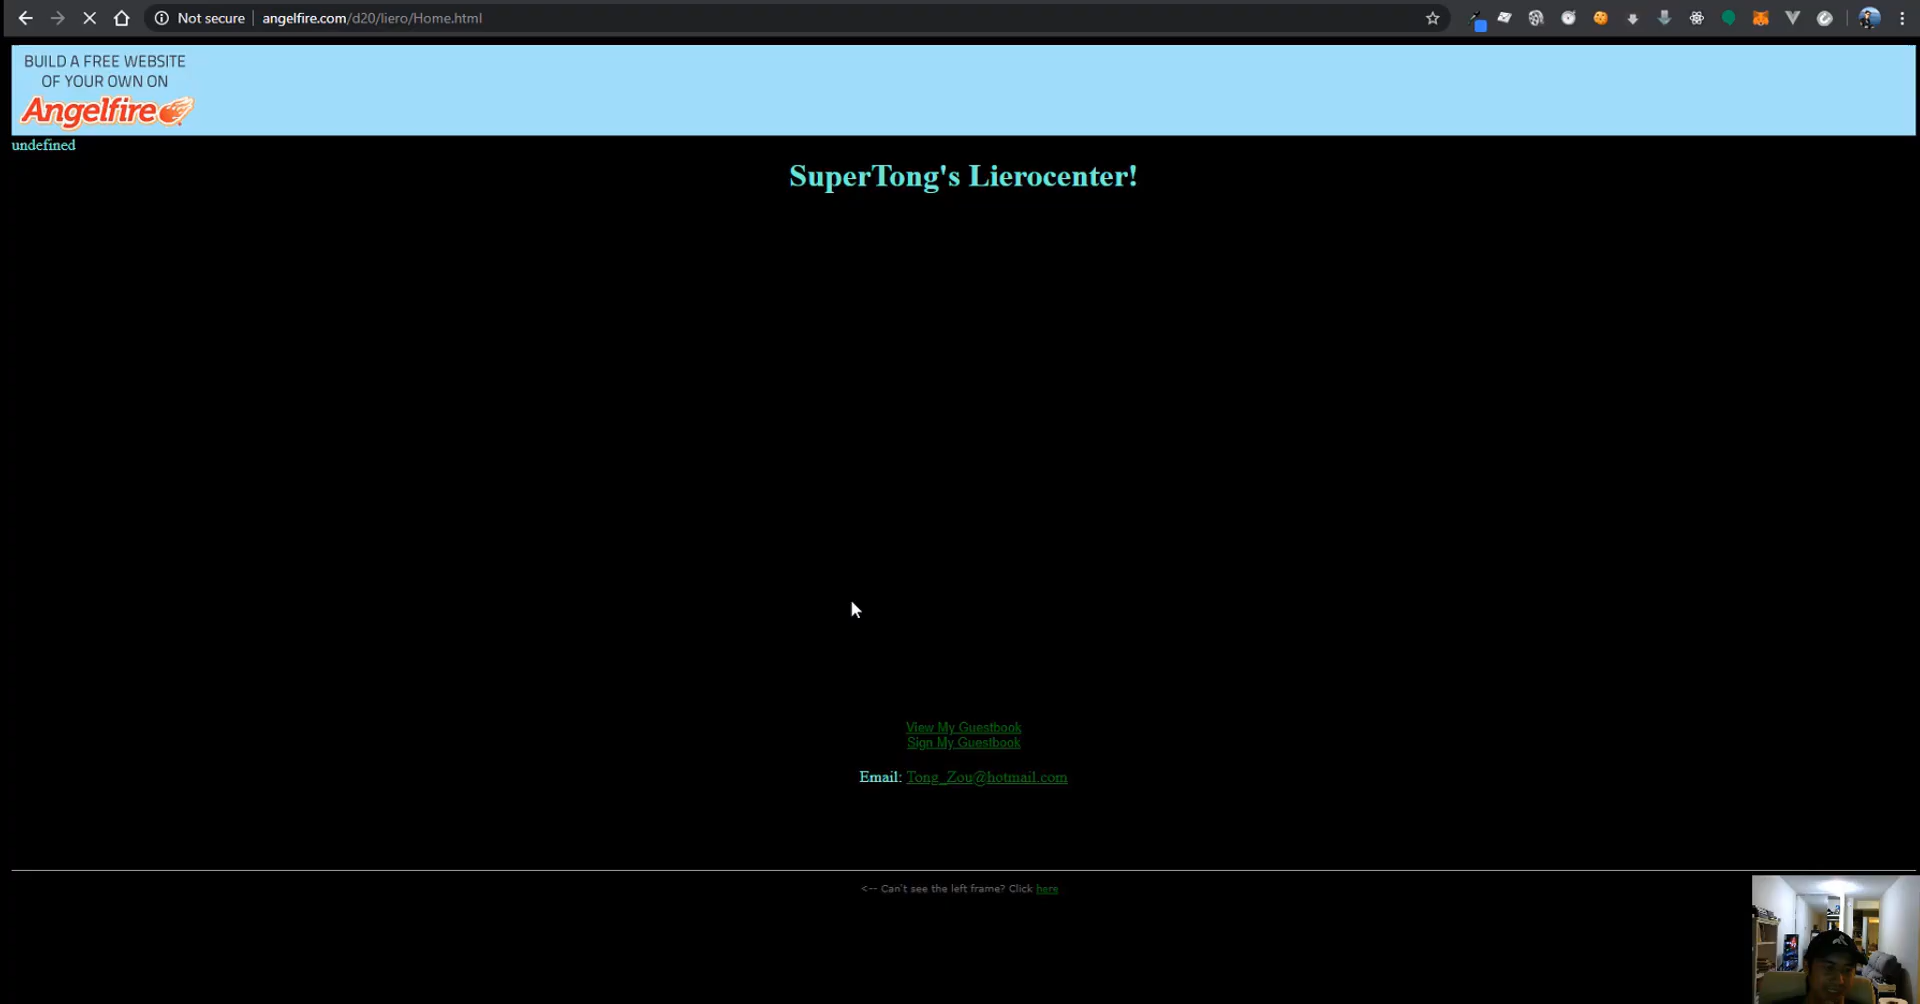 Not secure
angelfire.com/d20/liero/Home.html
BUILD A FREE WEBSITE
OF YOUR OWN ON
Angelfire
undefined
SuperTong's Lierocenter!
View My Guestbook
Sign My Guestbook
Email: Tong_Zou@hotmail.com
<-- Can't see the left frame? Click here